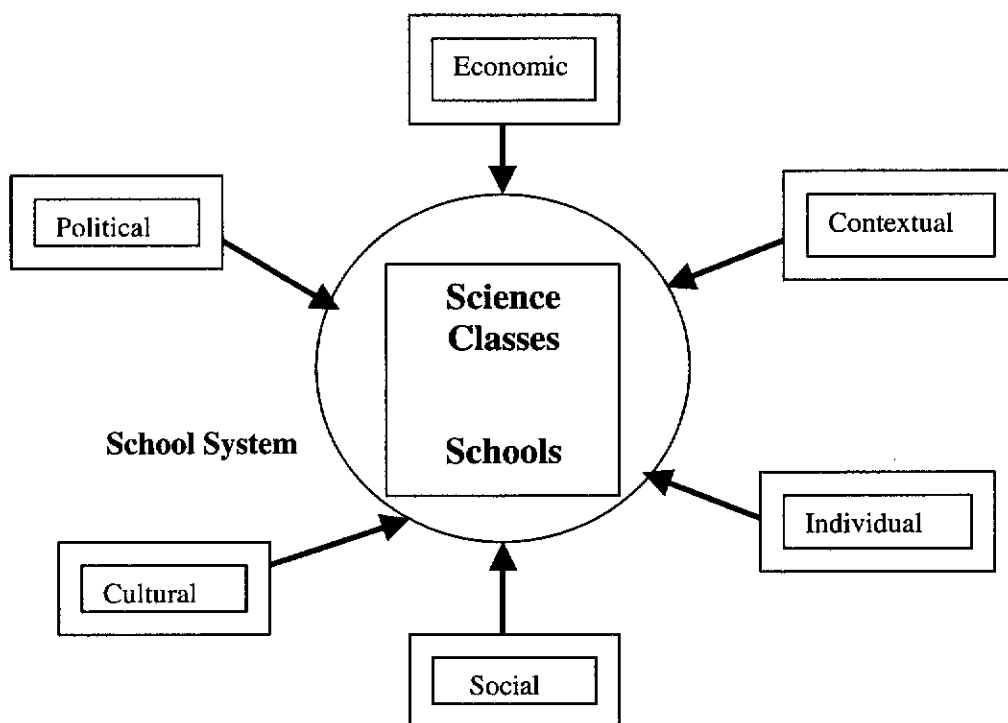 Economic
Political
Contextual
Science
Classes
School System
Schools
Individual
Cultural
Social